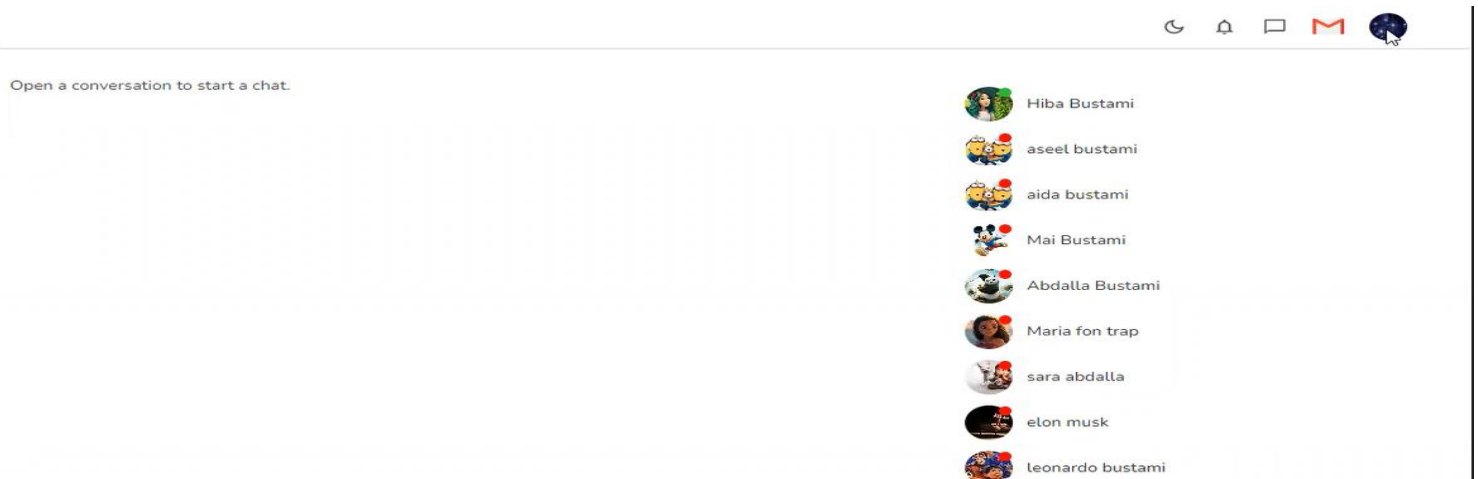 Open a conversation to start a chat.
Hiba Bustami
aseel bustami
aida bustami
Mai Bustami
Abdalla Bustami
Maria fon trap
sara abdalla
elon musk
leonardo bustami